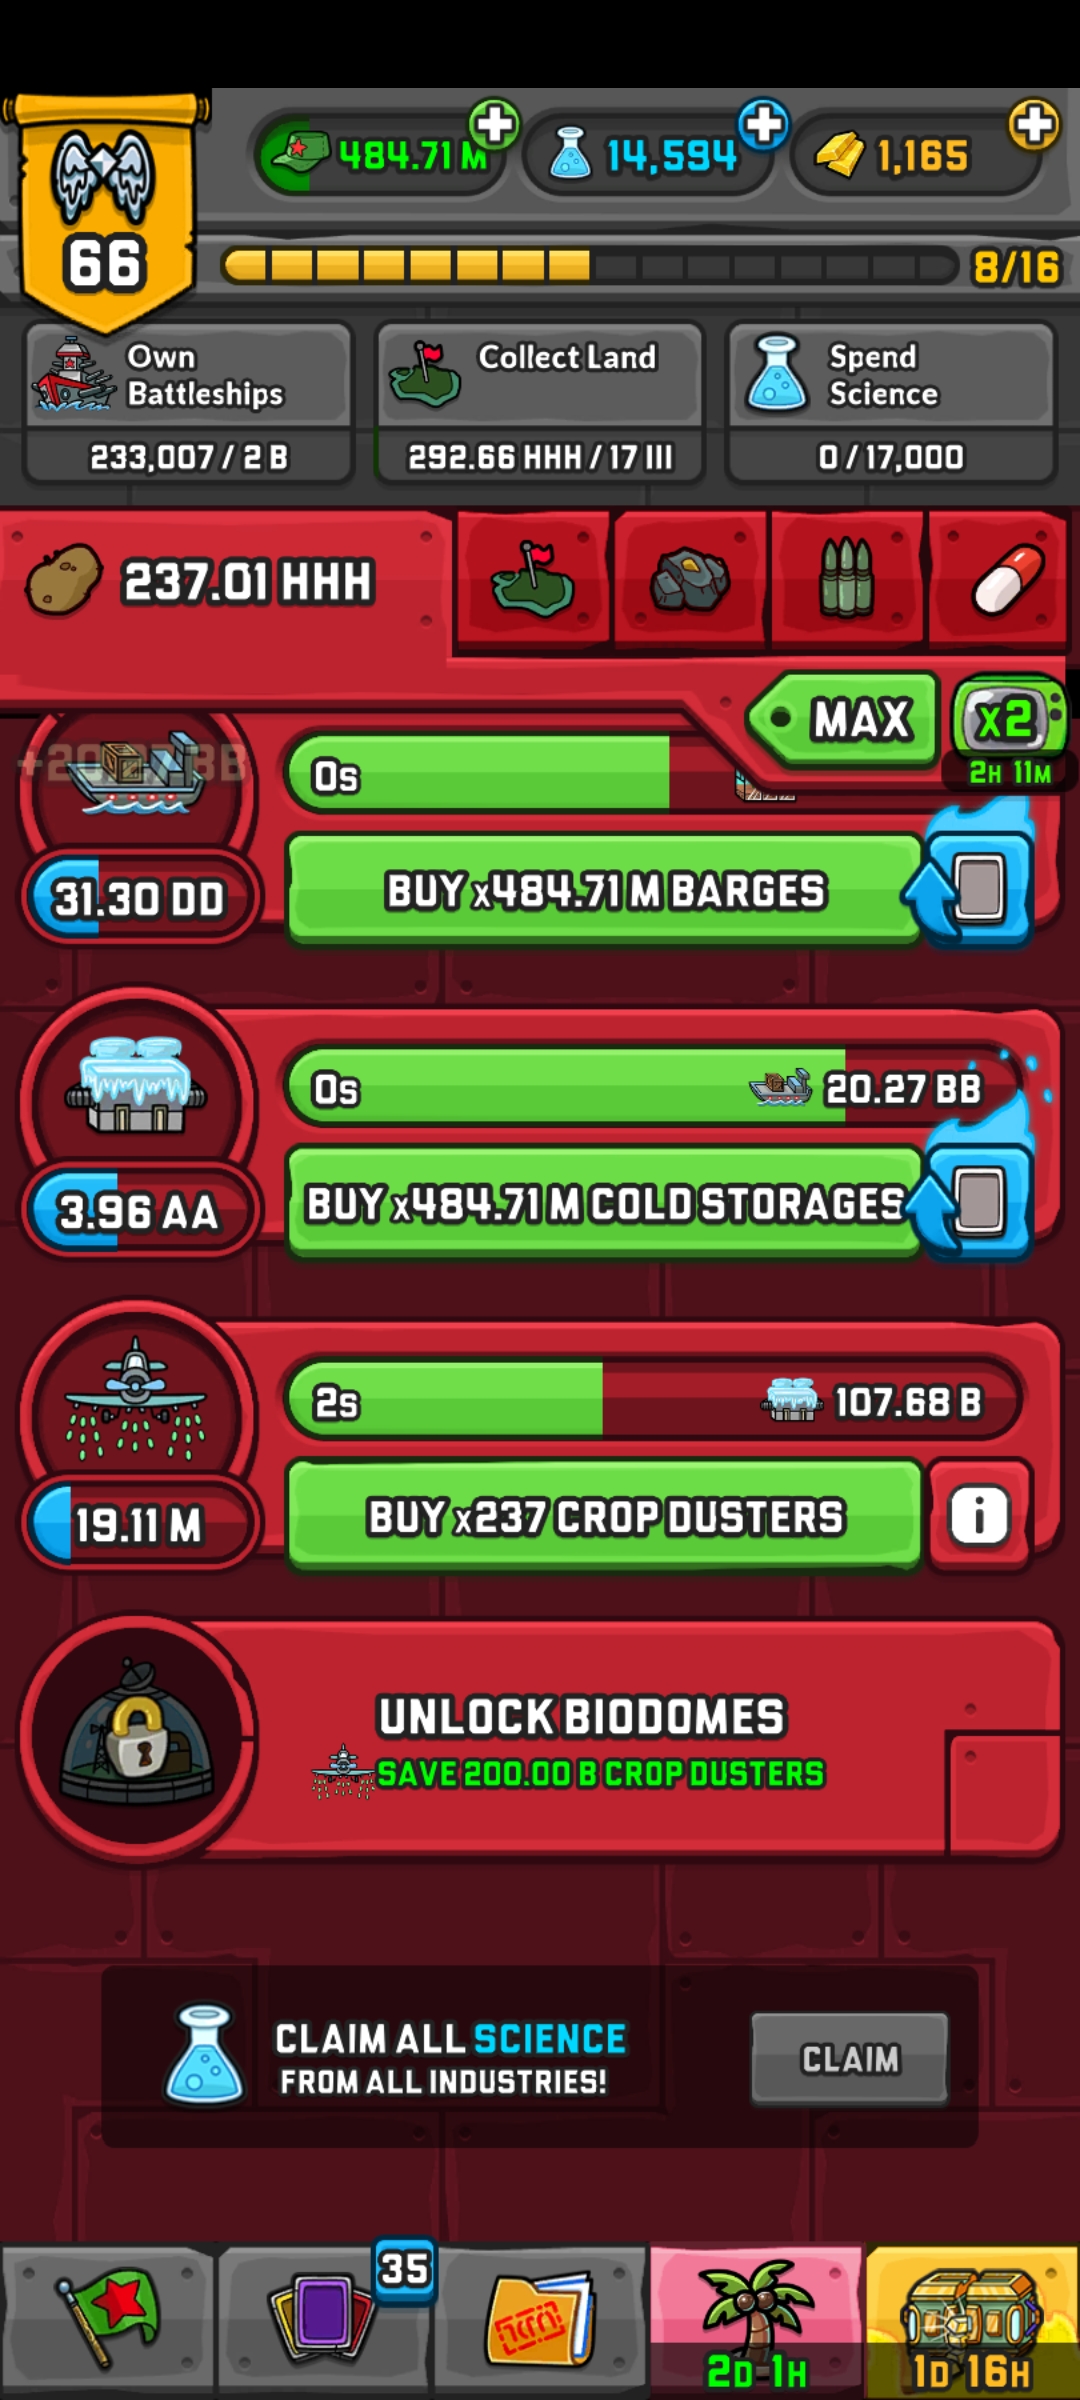 484.71 M
14,594
1,165
66
8/16
Own
Battleships
233,007 / 2 B
Collect Land
292.66 HHH / 17 III
Spend
Science
0 / 17,000
237.01 HHH
MAX
x2
2H 11M
+20.27 BB
0s
31.30 DD
BUY x484.71 M BARGES
0s
20.27 BB
3.96 AA
BUY x484.71 M COLD STORAGES
2s
107.68 B
19.11 M
BUY x237 CROP DUSTERS
i
UNLOCK BIODOMES
SAVE 200.00 B CROP DUSTERS
CLAIM ALL SCIENCE
FROM ALL INDUSTRIES!
CLAIM
35
2D 1H
1D 16H